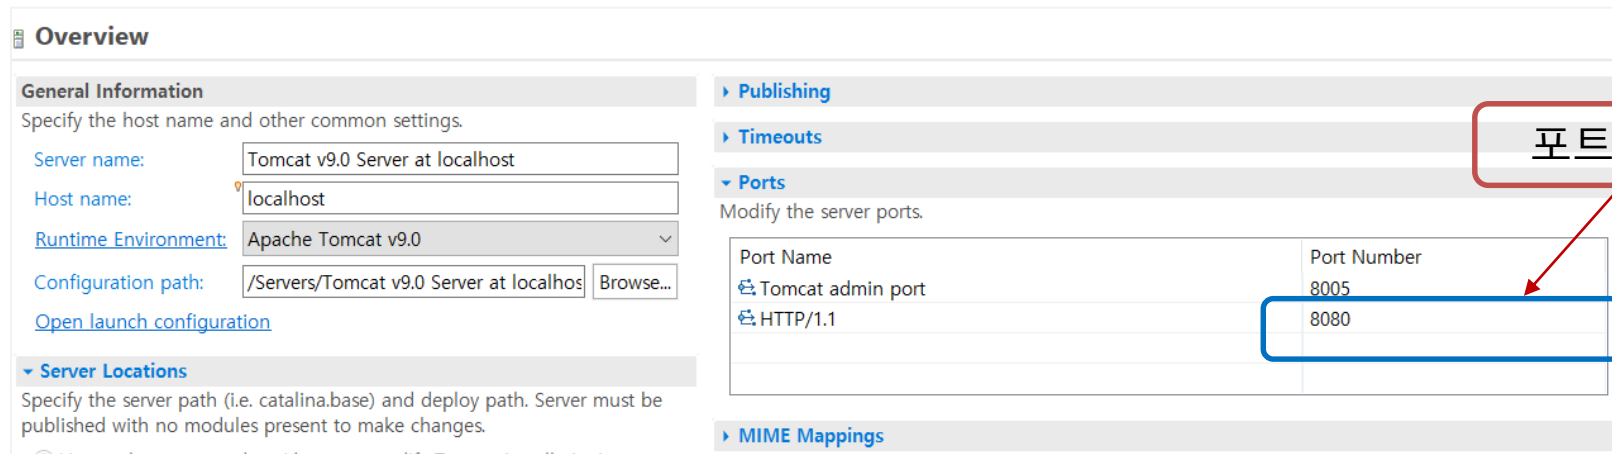 Overview
General Information
Specify the host name and other common settings.
Server name: Tomcat v9.0 Server at localhost
Host name: localhost
Runtime Environment: Apache Tomcat v9.0
Configuration path: /Servers/Tomcat v9.0 Server at localhos Browse...
Open launch configuration
Server Locations
Specify the server path (i.e. catalina.base) and deploy path. Server must be
published with no modules present to make changes.
Publishing
Timeouts
포트
Ports
Modify the server ports.
Port Name Port Number
Tomcat admin port 8005
HTTP/1.1 8080
MIME Mappings